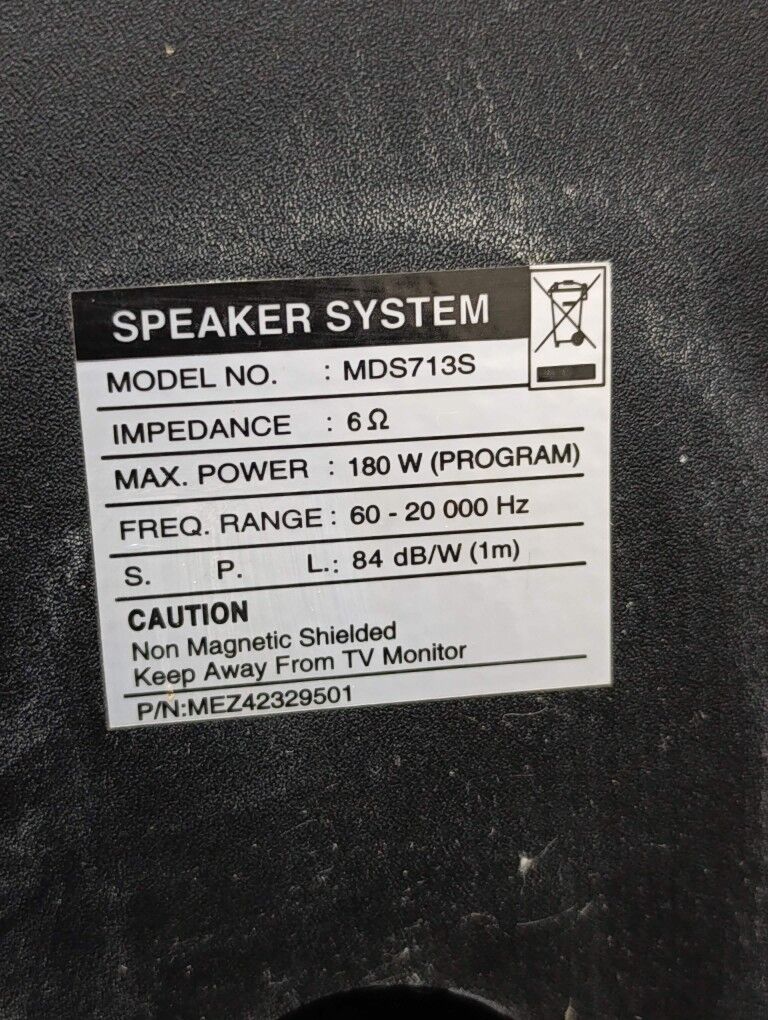 SPEAKER SYSTEM
MODEL NO. : MDS713S
IMPEDANCE : 6Ω
MAX. POWER : 180 W (PROGRAM)
FREQ. RANGE : 60 - 20 000 Hz
S. P. L. : 84 dB/W (1m)
CAUTION
Non Magnetic Shielded
Keep Away From TV Monitor
P/N:MEZ42329501